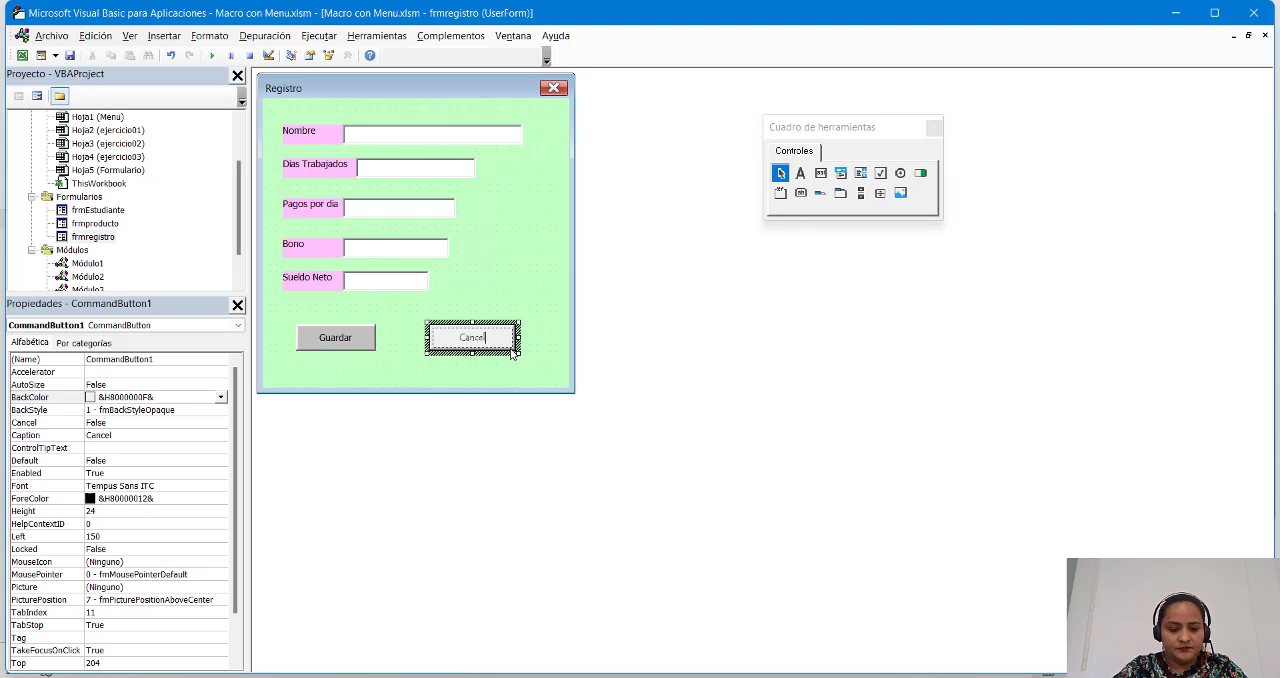 Microsoft Visual Basic para Aplicaciones - Macro con Menu.xlsm - [Macro con Menu.xlsm - frmregistro (UserForm)]
Archivo Edición Ver Insertar Formato Depuración Ejecutar Herramientas Complementos Ventana Ayuda
Proyecto - VBAProject
Hoja1 (Menu)
Hoja2 (ejercicio01)
Hoja3 (ejercicio02)
Hoja4 (ejercicio03)
Hoja5 (Formulario)
ThisWorkbook
Formularios
frmEstudiante
frmproducto
frmregistro
Módulos
Módulo1
Módulo2
Módulo3
Propiedades - CommandButton1
CommandButton1 CommandButton
Alfabética Por categorías
(Name) CommandButton1
Accelerator
AutoSize False
BackColor &H8000000F&
BackStyle 1 - fmBackStyleOpaque
Cancel False
Caption Cancel
ControlTipText
Default False
Enabled True
Font Tempus Sans ITC
ForeColor &H80000012&
Height 24
HelpContextID 0
Left 150
Locked False
MouseIcon (Ninguno)
MousePointer 0 - fmMousePointerDefault
Picture (Ninguno)
PicturePosition 7 - fmPicturePositionAboveCenter
TabIndex 11
TabStop True
Tag
TakeFocusOnClick True
Top 204
Registro
Nombre
Dias Trabajados
Pagos por dia
Bono
Sueldo Neto
Guardar Cancel
Cuadro de herramientas
Controles